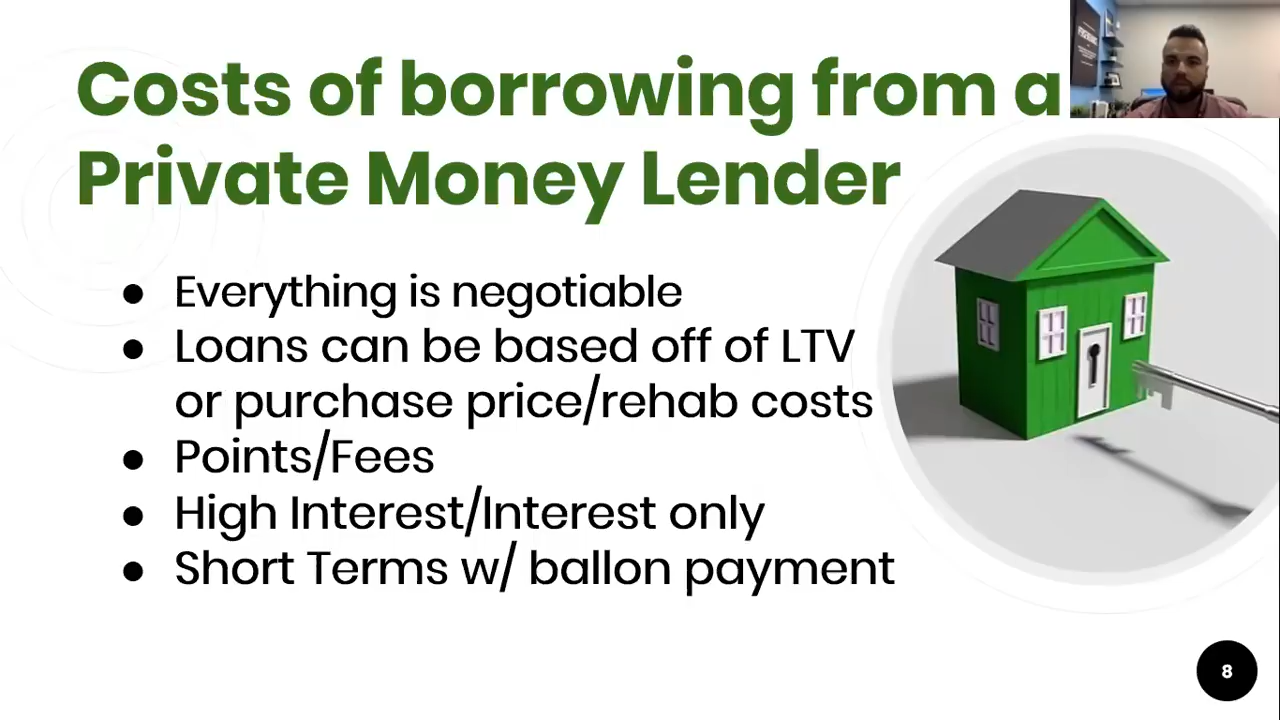 Costs of borrowing from a
Private Money Lender
● Everything is negotiable
● Loans can be based off of LTV
or purchase price/rehab costs
● Points/Fees
● High Interest/Interest only
● Short Terms w/ ballon payment
8